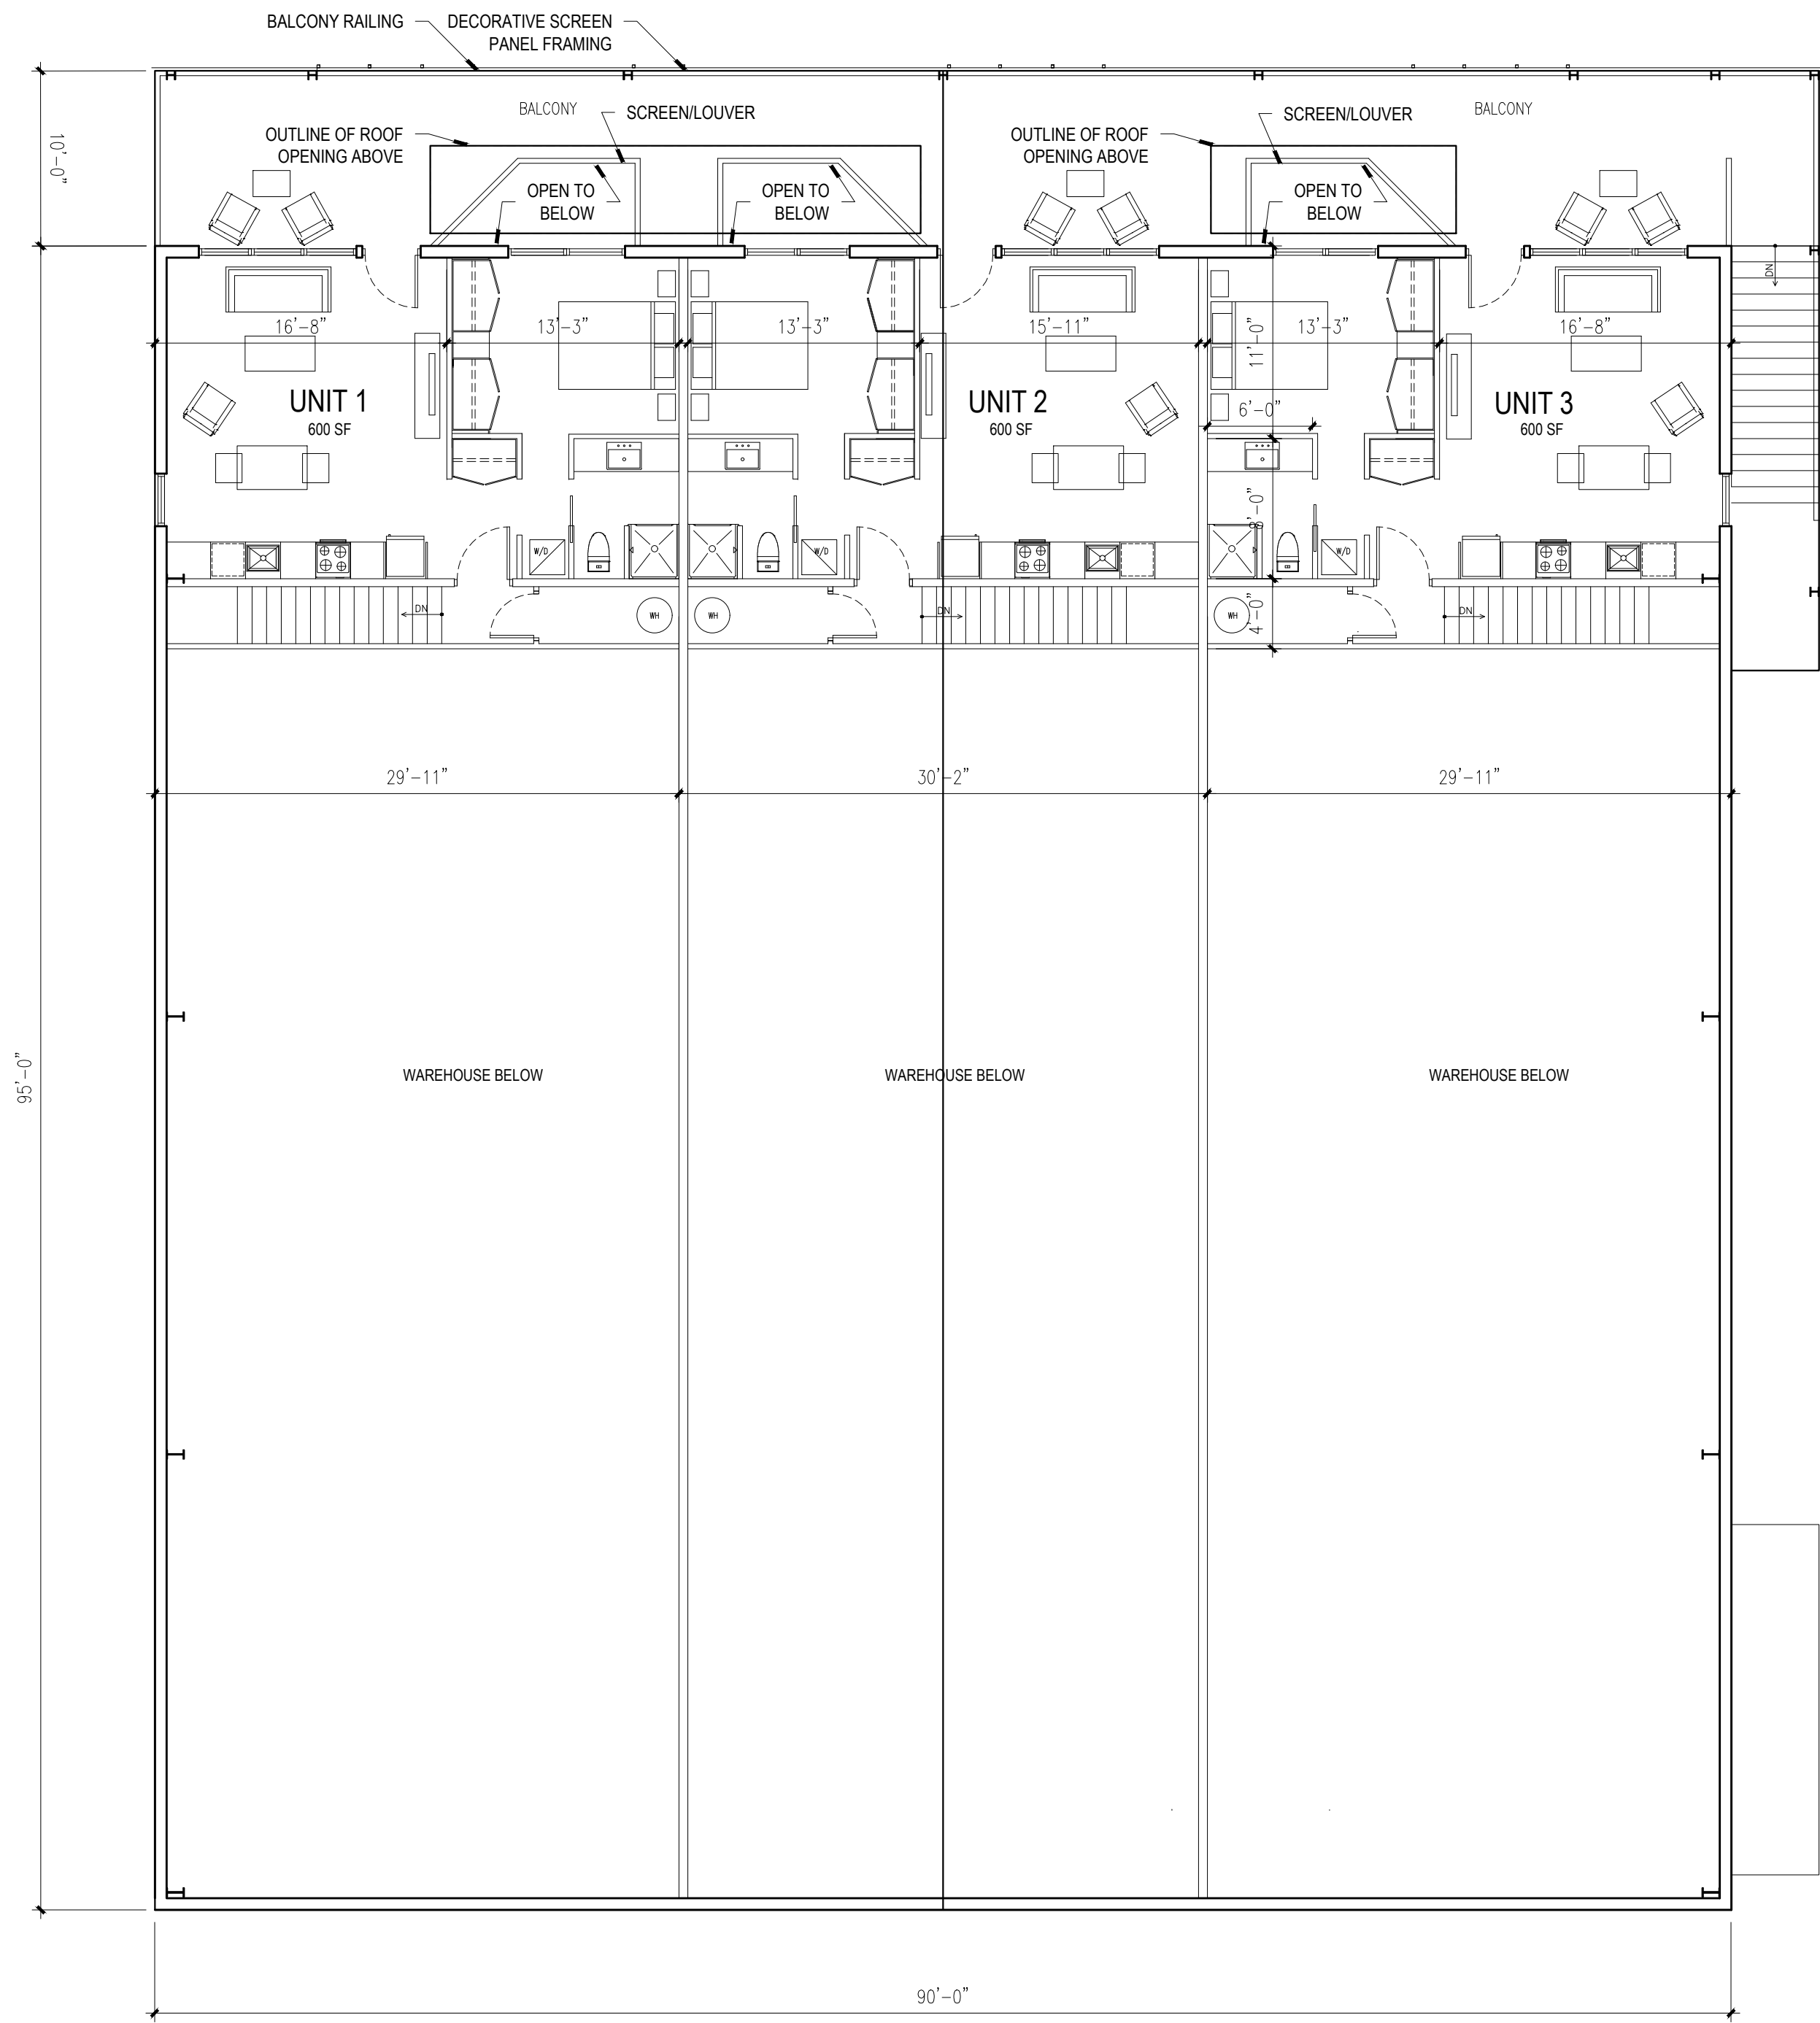 BALCONY RAILING
DECORATIVE SCREEN
PANEL FRAMING
BALCONY
SCREEN/LOUVER
SCREEN/LOUVER
BALCONY
OUTLINE OF ROOF
OPENING ABOVE
OUTLINE OF ROOF
OPENING ABOVE
10'-0"
OPEN TO
BELOW
OPEN TO
BELOW
OPEN TO
BELOW
DN
16'-8"
13'-3"
13'-3"
15'-11"
11'-0"
13'-3"
16'-8"
UNIT 1
600 SF
UNIT 2
600 SF
6'-0"
UNIT 3
600 SF
8'-0"
W/D
W/D
W/D
DN
WH
WH
DN
WH
4'-0"
DN
29'-11"
30'-2"
29'-11"
95'-0"
WAREHOUSE BELOW
WAREHOUSE BELOW
WAREHOUSE BELOW
90'-0"